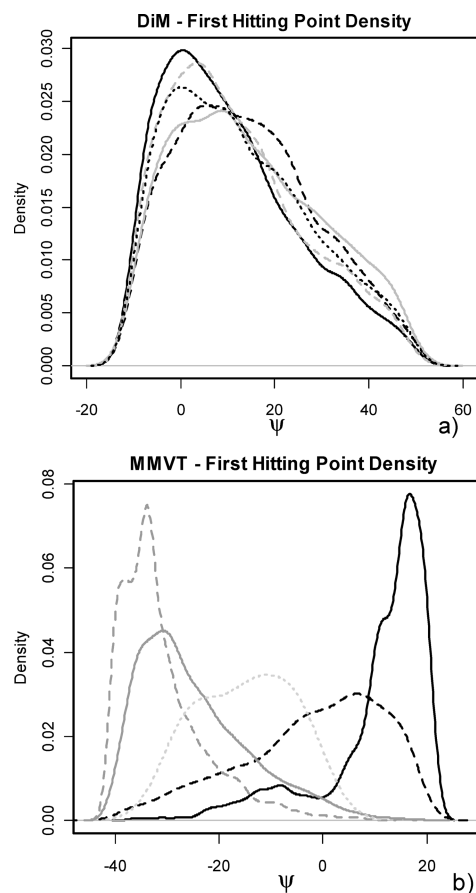 DiM - First Hitting Point Density
0.030
0.025
0.020
0.015
0.010
0.005
0.000
Density
-20 0 20 40 60
ψ
a)
MMVT - First Hitting Point Density
0.08
0.06
0.04
0.02
0.00
Density
-40 -20 0 20
ψ
b)